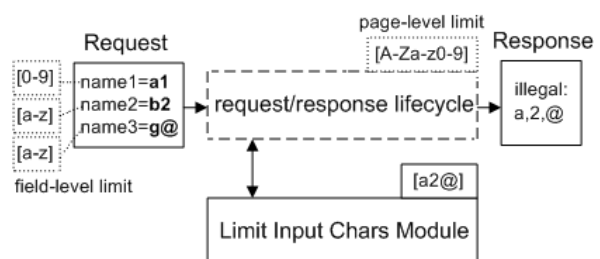 page-level limit
Request
[A-Za-z0-9]
Response
[0-9]
name1=a1
illegal:
[a-z]
name2=b2
request/response lifecycle
a,2,@
name3=g@
[a-z]
field-level limit
[a2@]
Limit Input Chars Module